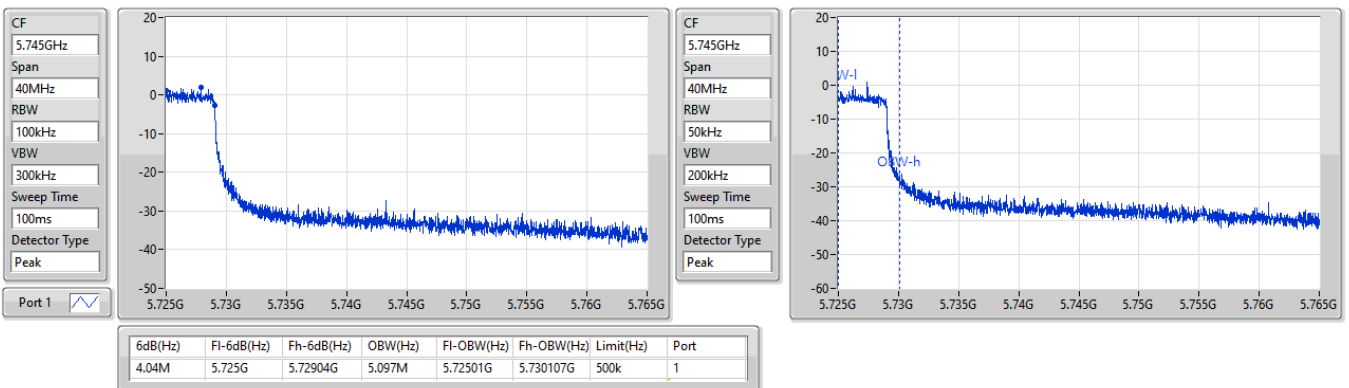 CF
5.745GHz
Span
40MHz
RBW
100kHz
VBW
300kHz
Sweep Time
100ms
Detector Type
Peak
Port 1
20
10
0
-10
-20
-30
-40
-50
5.725G 5.73G 5.735G 5.74G 5.745G 5.75G 5.755G 5.76G 5.765G
CF
5.745GHz
Span
40MHz
RBW
50kHz
VBW
200kHz
Sweep Time
100ms
Detector Type
Peak
20
10
0
-10
-20
-30
-40
-50
-60
W-l
OBW-h
5.725G 5.73G 5.735G 5.74G 5.745G 5.75G 5.755G 5.76G 5.765G
6dB(Hz) Fl-6dB(Hz) Fh-6dB(Hz) OBW(Hz) Fl-OBW(Hz) Fh-OBW(Hz) Limit(Hz) Port
4.04M 5.725G 5.72904G 5.097M 5.72501G 5.730107G 500k 1